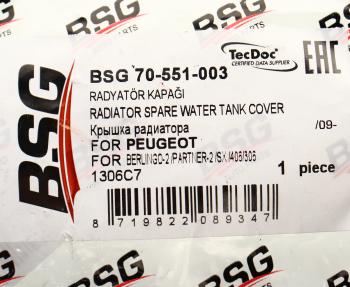 BSG
PARTS
BSG
TecDoc
CERTIFIED DATA SUPPLIER
EAC
BSG 70-551-003
RADYATÖR KAPAĞI
RADIATOR SPARE WATER TANK COVER
Крышка радиатора
/09-
FOR PEUGEOT
FOR BERLINGO-2 /PARTNER-2 /SX /406/306
1306C7
1 piece
8 719822 089347
BSG
BSG
BSG